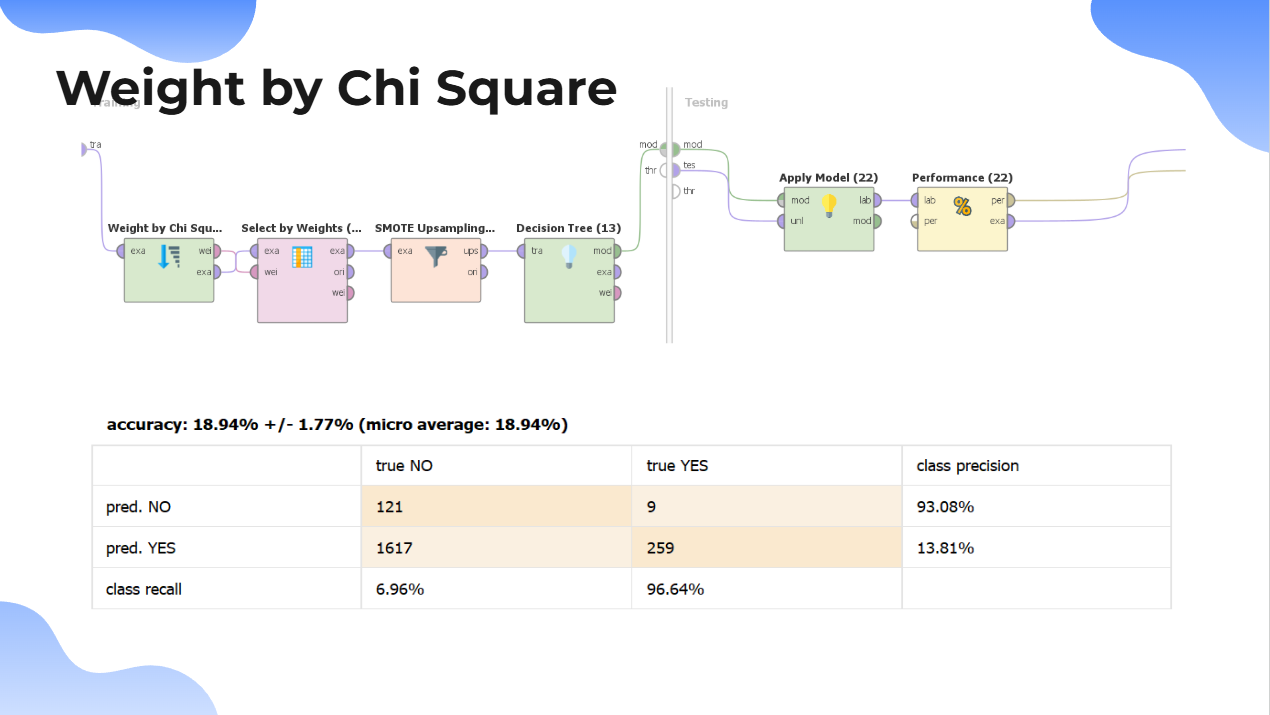 Weight by Chi Square
Training
Testing
tra
mod
mod
thr
tes
thr
Weight by Chi Squ...
Select by Weights (...
SMOTE Upsampling...
Decision Tree (13)
Apply Model (22)
Performance (22)
exa wei
exa
exa exa
wei ori
wei
exa ups
ori
tra mod
exa
wei
mod lab
unl mod
lab per
per exa
accuracy: 18.94% +/- 1.77% (micro average: 18.94%)
true NO true YES class precision
pred. NO 121 9 93.08%
pred. YES 1617 259 13.81%
class recall 6.96% 96.64%